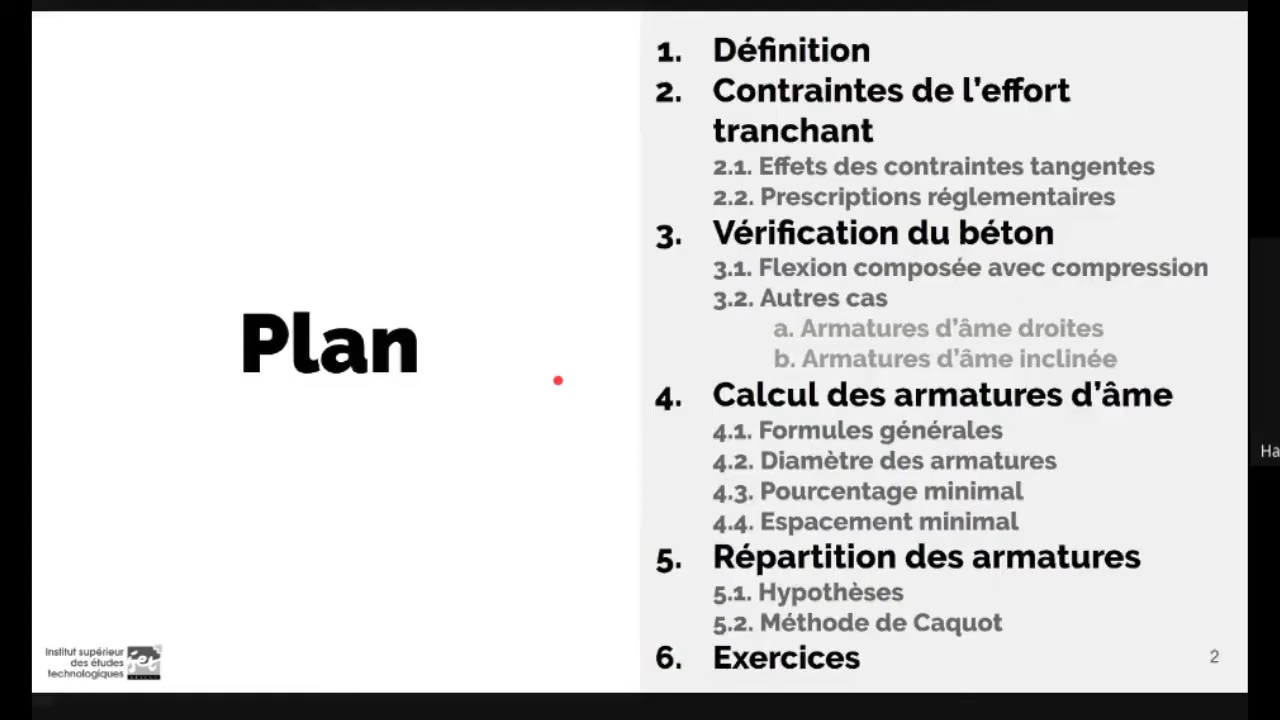 Plan
1. Définition
2. Contraintes de l'effort
tranchant
2.1. Effets des contraintes tangentes
2.2. Prescriptions réglementaires
3. Vérification du béton
3.1. Flexion composée avec compression
3.2. Autres cas
a. Armatures d'âme droites
b. Armatures d'âme inclinée
4. Calcul des armatures d'âme
4.1. Formules générales
4.2. Diamètre des armatures
4.3. Pourcentage minimal
4.4. Espacement minimal
5. Répartition des armatures
5.1. Hypothèses
5.2. Méthode de Caquot
6. Exercices
2
Institut supérieur
des études
technologiques
Ha